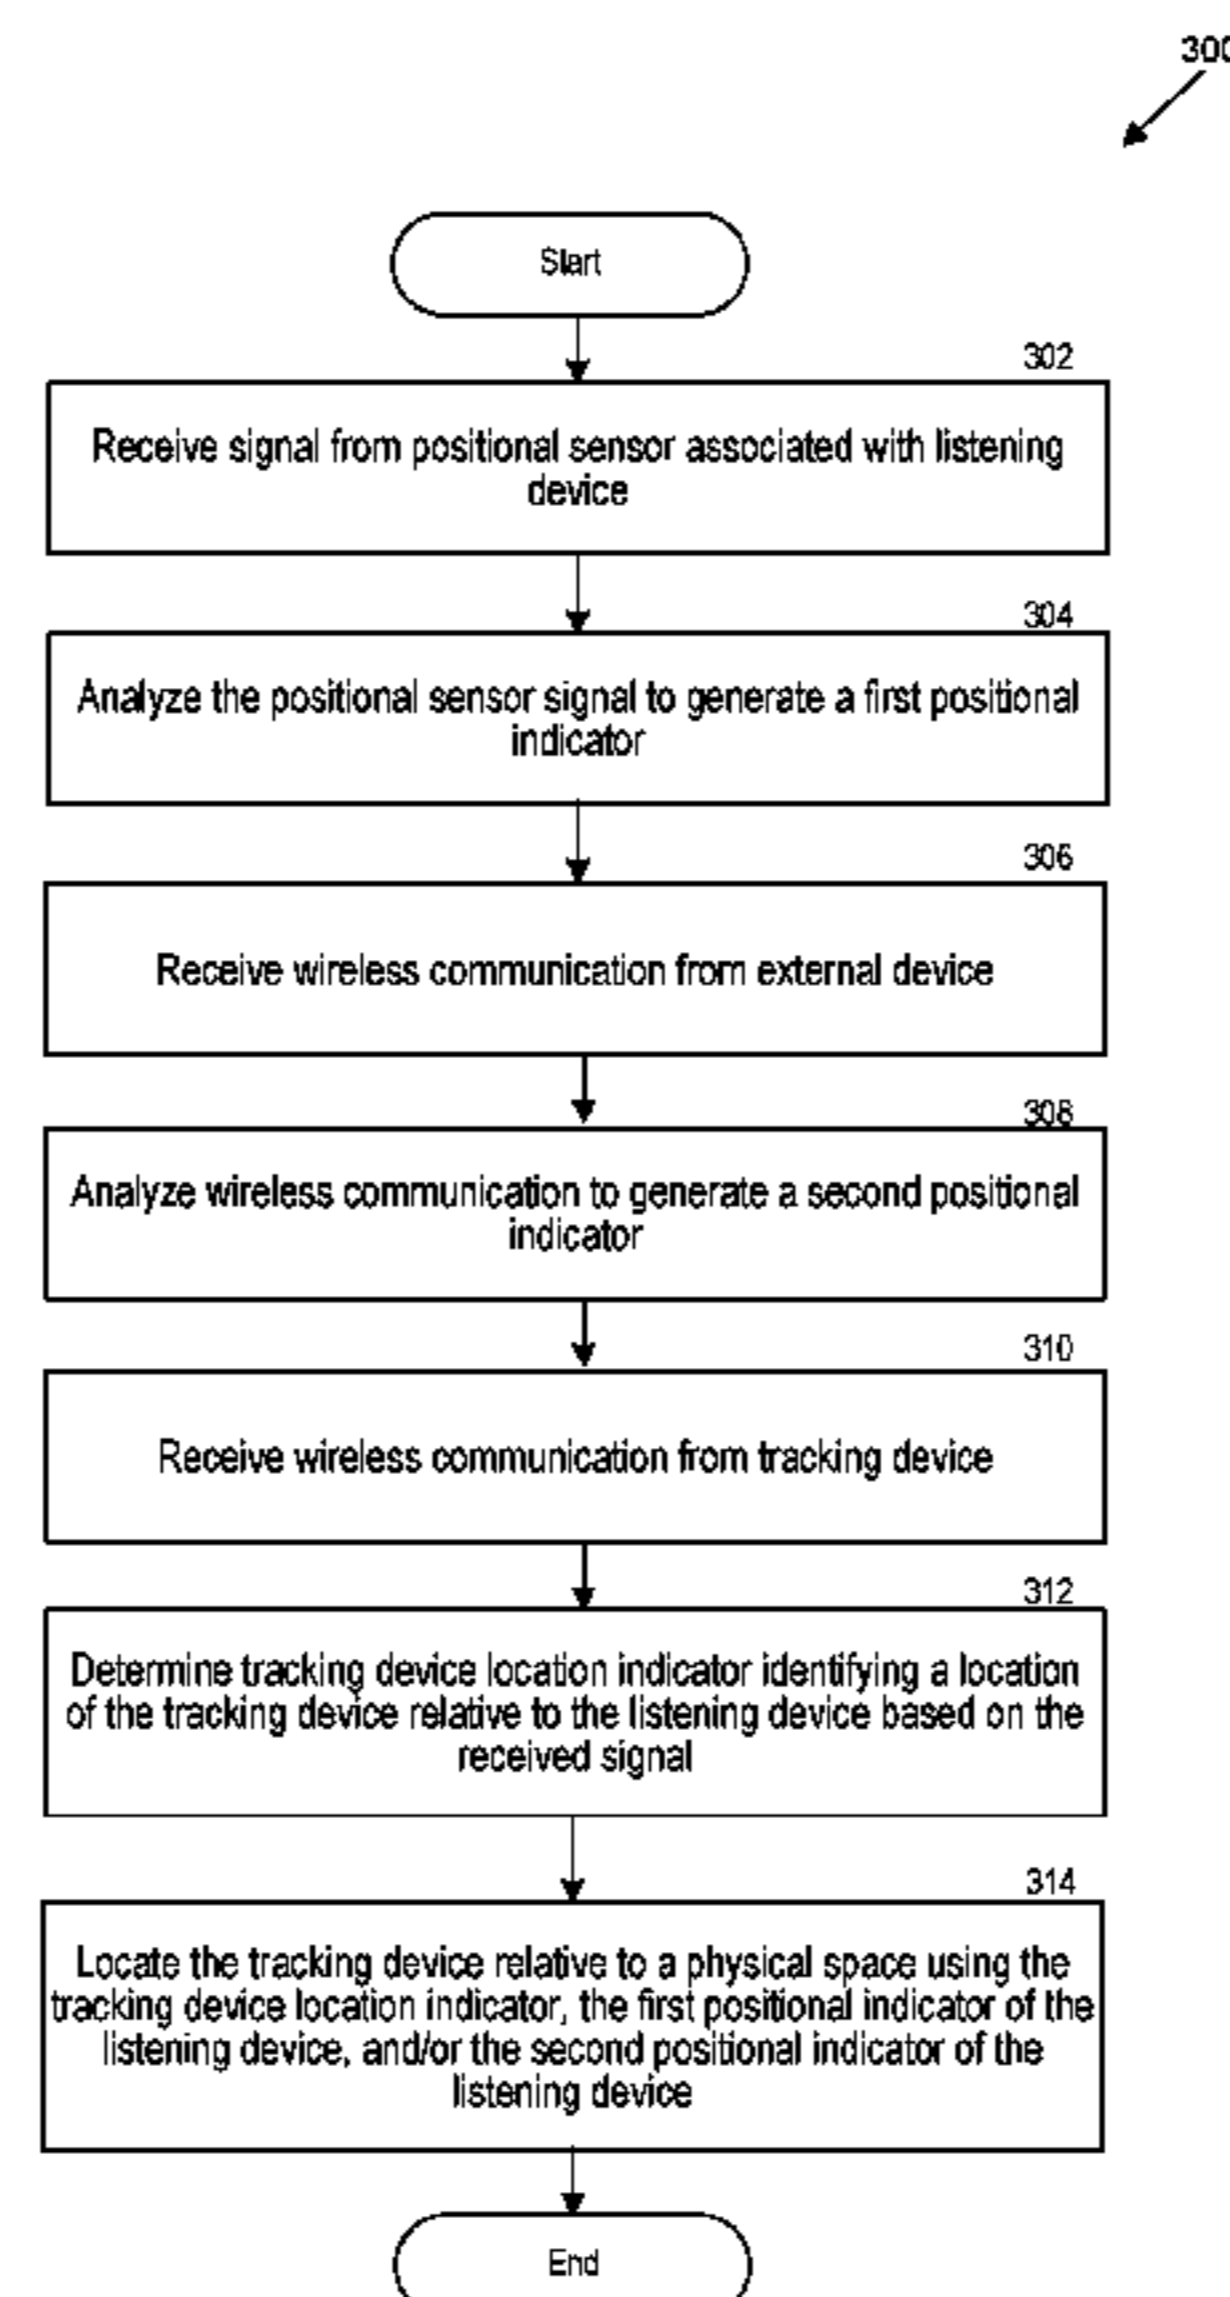 300
Start
302
Receive signal from positional sensor associated with listening
device
304
Analyze the positional sensor signal to generate a first positional
indicator
306
Receive wireless communication from external device
308
Analyze wireless communication to generate a second positional
indicator
310
Receive wireless communication from tracking device
312
Determine tracking device location indicator identifying a location
of the tracking device relative to the listening device based on the
received signal
314
Locate the tracking device relative to a physical space using the
tracking device location indicator, the first positional indicator of the
listening device, and/or the second positional indicator of the
listening device
End